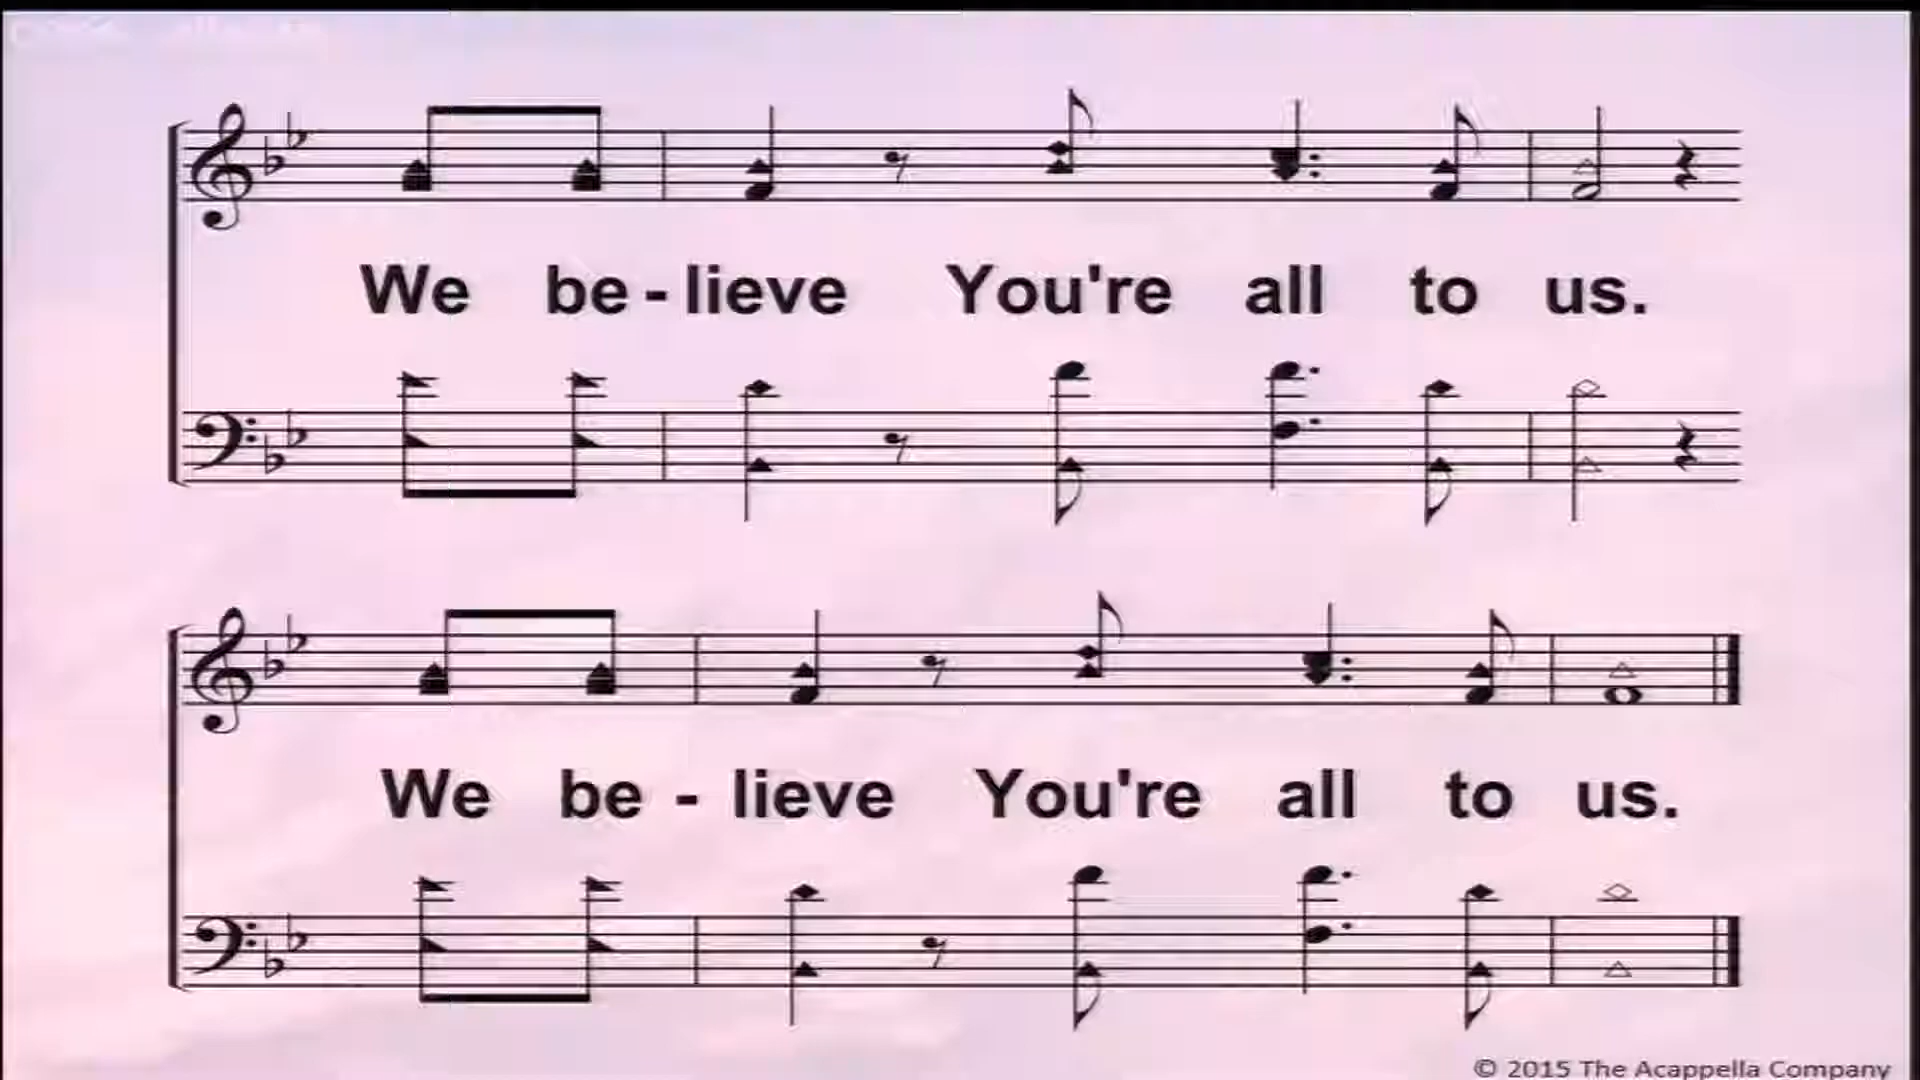 We be - lieve You're all to us.
We be - lieve You're all to us.
© 2015 The Acappella Company